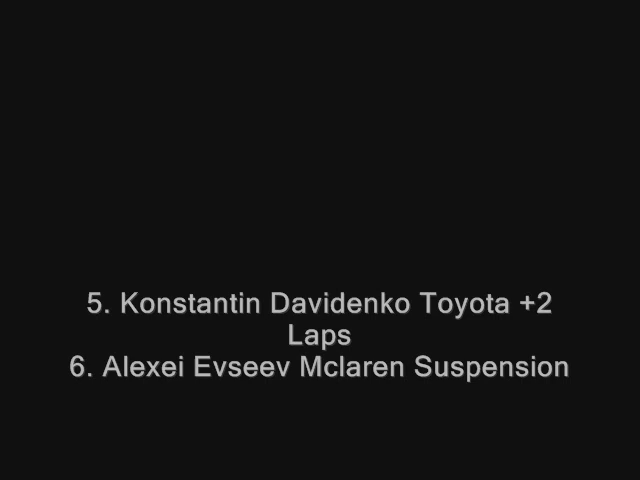 5. Konstantin Davidenko Toyota +2
Laps
6. Alexei Evseev Mclaren Suspension